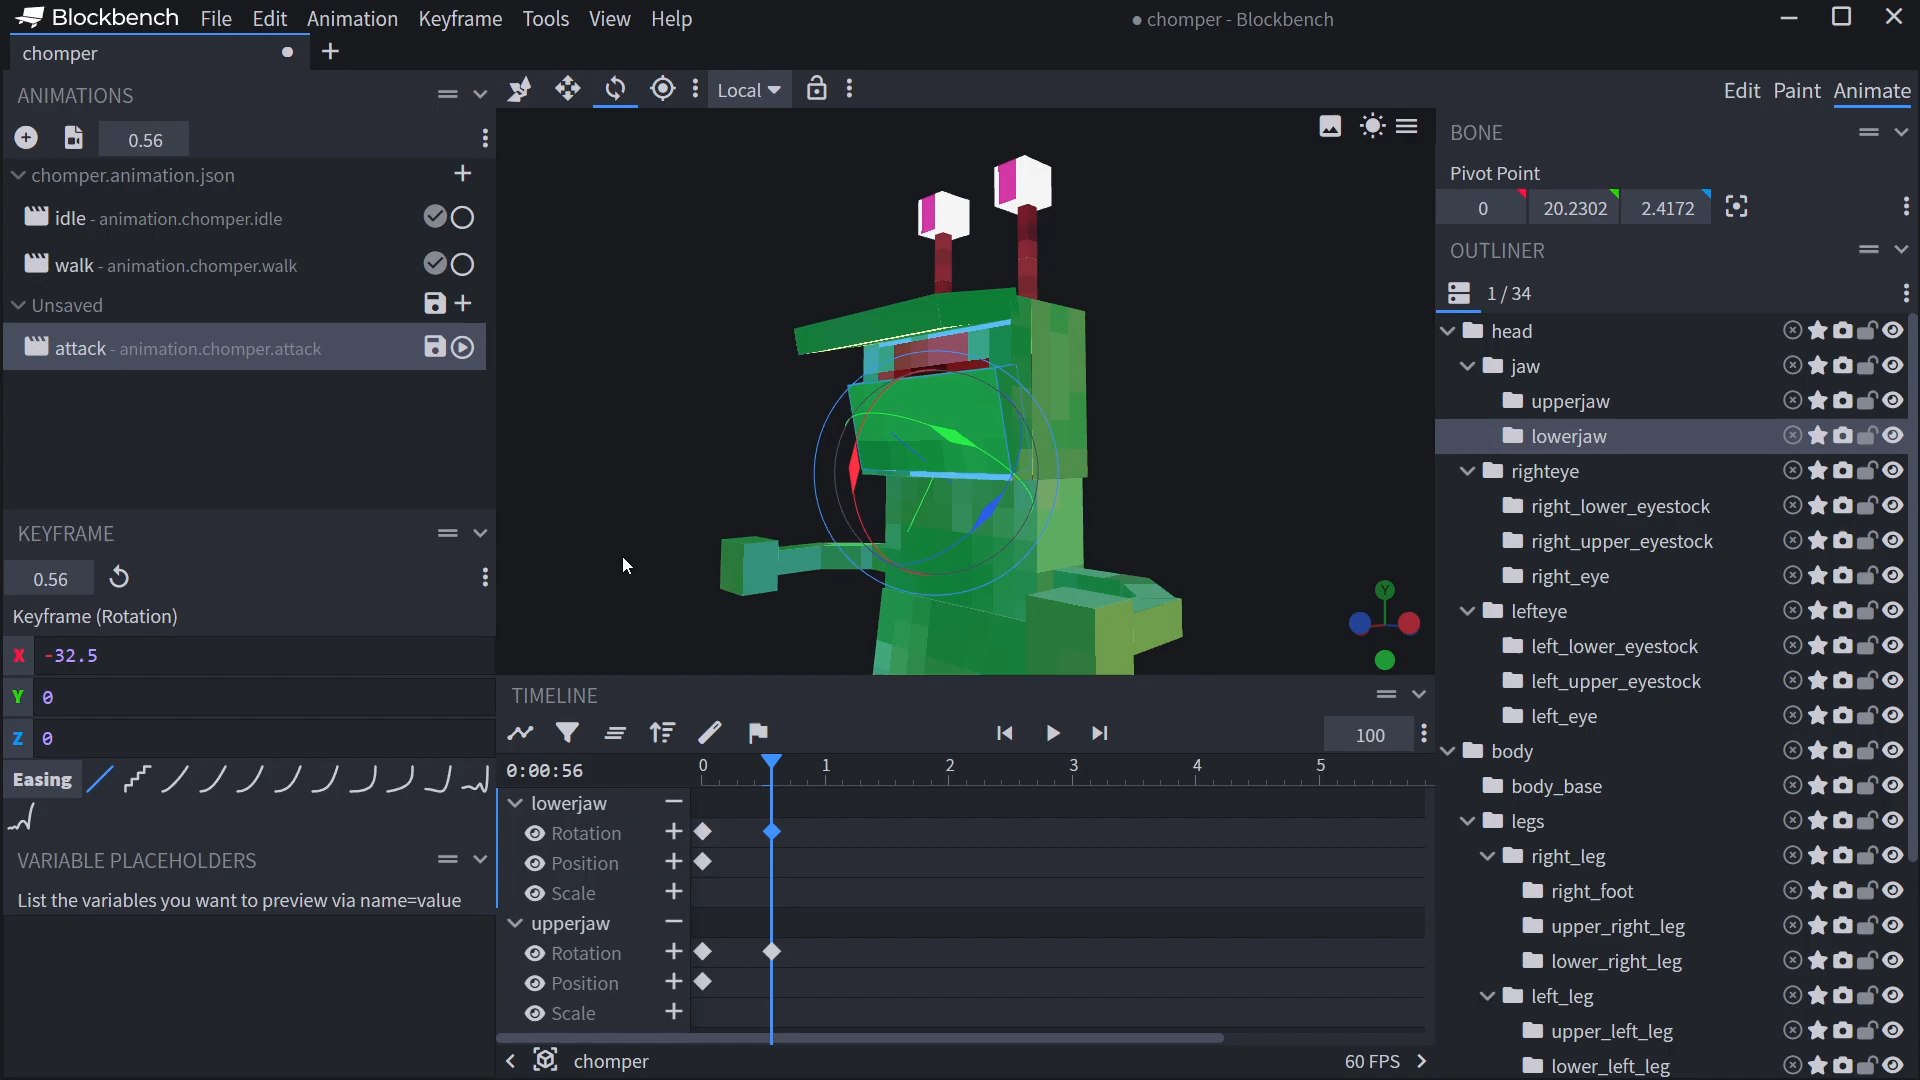 Blockbench File Edit Animation Keyframe Tools View Help
● chomper - Blockbench
chomper
ANIMATIONS
0.56
chomper.animation.json
idle - animation.chomper.idle
walk - animation.chomper.walk
Unsaved
attack - animation.chomper.attack
KEYFRAME
0.56
Keyframe (Rotation)
X -32.5
Y 0
Z 0
Easing
VARIABLE PLACEHOLDERS
List the variables you want to preview via name=value
Local
Y
TIMELINE
100
0:00:56
0 1 2 3 4 5
lowerjaw
Rotation
Position
Scale
upperjaw
Rotation
Position
Scale
chomper
60 FPS
Edit Paint Animate
BONE
Pivot Point
0 20.2302 2.4172
OUTLINER
1 / 34
head
jaw
upperjaw
lowerjaw
righteye
right_lower_eyestock
right_upper_eyestock
right_eye
lefteye
left_lower_eyestock
left_upper_eyestock
left_eye
body
body_base
legs
right_leg
right_foot
upper_right_leg
lower_right_leg
left_leg
upper_left_leg
lower_left_leg